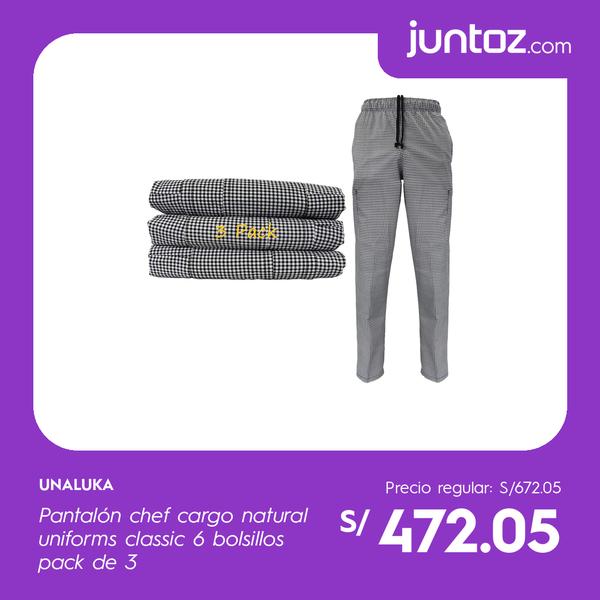 juntoz.com
3 Pack
UNALUKA
Pantalón chef cargo natural
uniforms classic 6 bolsillos
pack de 3
Precio regular: S/672.05
S/ 472.05